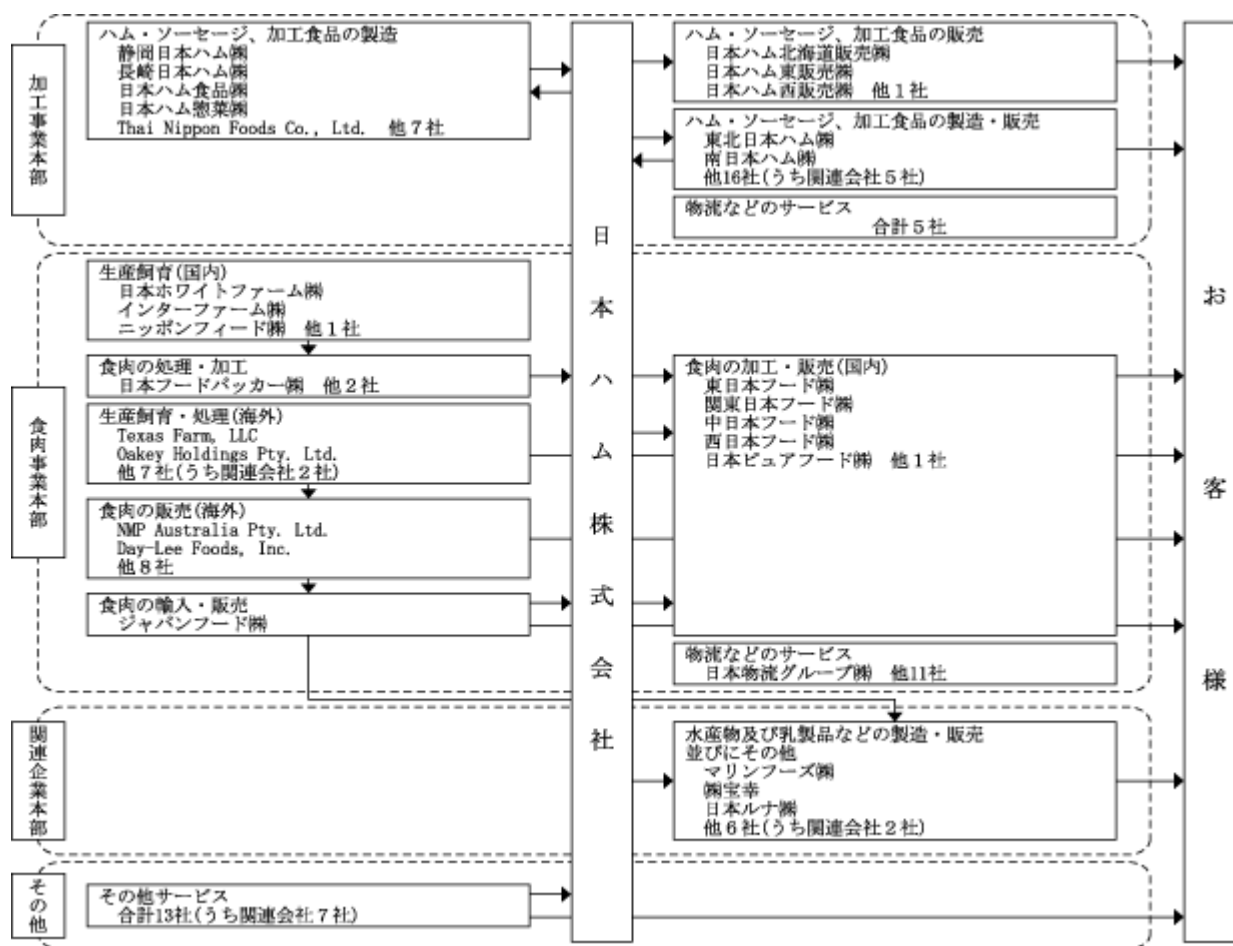 加工事業本部
ハム・ソーセージ、加工食品の製造
静岡日本ハム㈱
長崎日本ハム㈱
日本ハム食品㈱
日本ハム惣菜㈱
Thai Nippon Foods Co., Ltd. 他7社
ハム・ソーセージ、加工食品の販売
日本ハム北海道販売㈱
日本ハム東販売㈱
日本ハム西販売㈱ 他1社
ハム・ソーセージ、加工食品の製造・販売
東北日本ハム㈱
南日本ハム㈱
他16社(うち関連会社5社)
物流などのサービス
合計5社
食肉事業本部
生産飼育(国内)
日本ホワイトファーム㈱
インターファーム㈱
ニッポンフィード㈱ 他1社
食肉の処理・加工
日本フードパッカー㈱ 他2社
生産飼育・処理(海外)
Texas Farm, LLC
Oakey Holdings Pty. Ltd.
他7社(うち関連会社2社)
食肉の販売(海外)
NMP Australia Pty. Ltd.
Day-Lee Foods, Inc.
他8社
食肉の輸入・販売
ジャパンフード㈱
食肉の加工・販売(国内)
東日本フード㈱
関東日本フード㈱
中日本フード㈱
西日本フード㈱
日本ピュアフード㈱ 他1社
物流などのサービス
日本物流グループ㈱ 他11社
関連企業本部
水産物及び乳製品などの製造・販売
並びにその他
マリンフーズ㈱
㈱宝幸
日本ルナ㈱
他6社(うち関連会社2社)
その他
その他サービス
合計13社(うち関連会社7社)
日本ハム株式会社
お客様